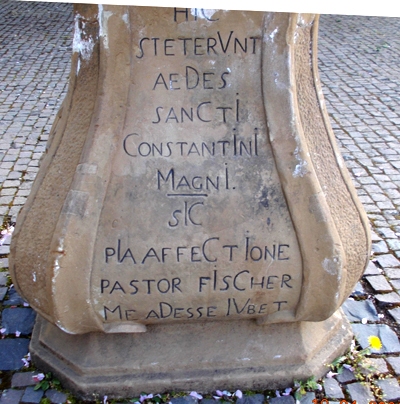 HIC
STETERVNT
AEDES
SANCTI
CONSTANTINI
MAGNI.
SIC
PIA AFFECTIONE
PASTOR FISCHER
ME ADESSE IVBET